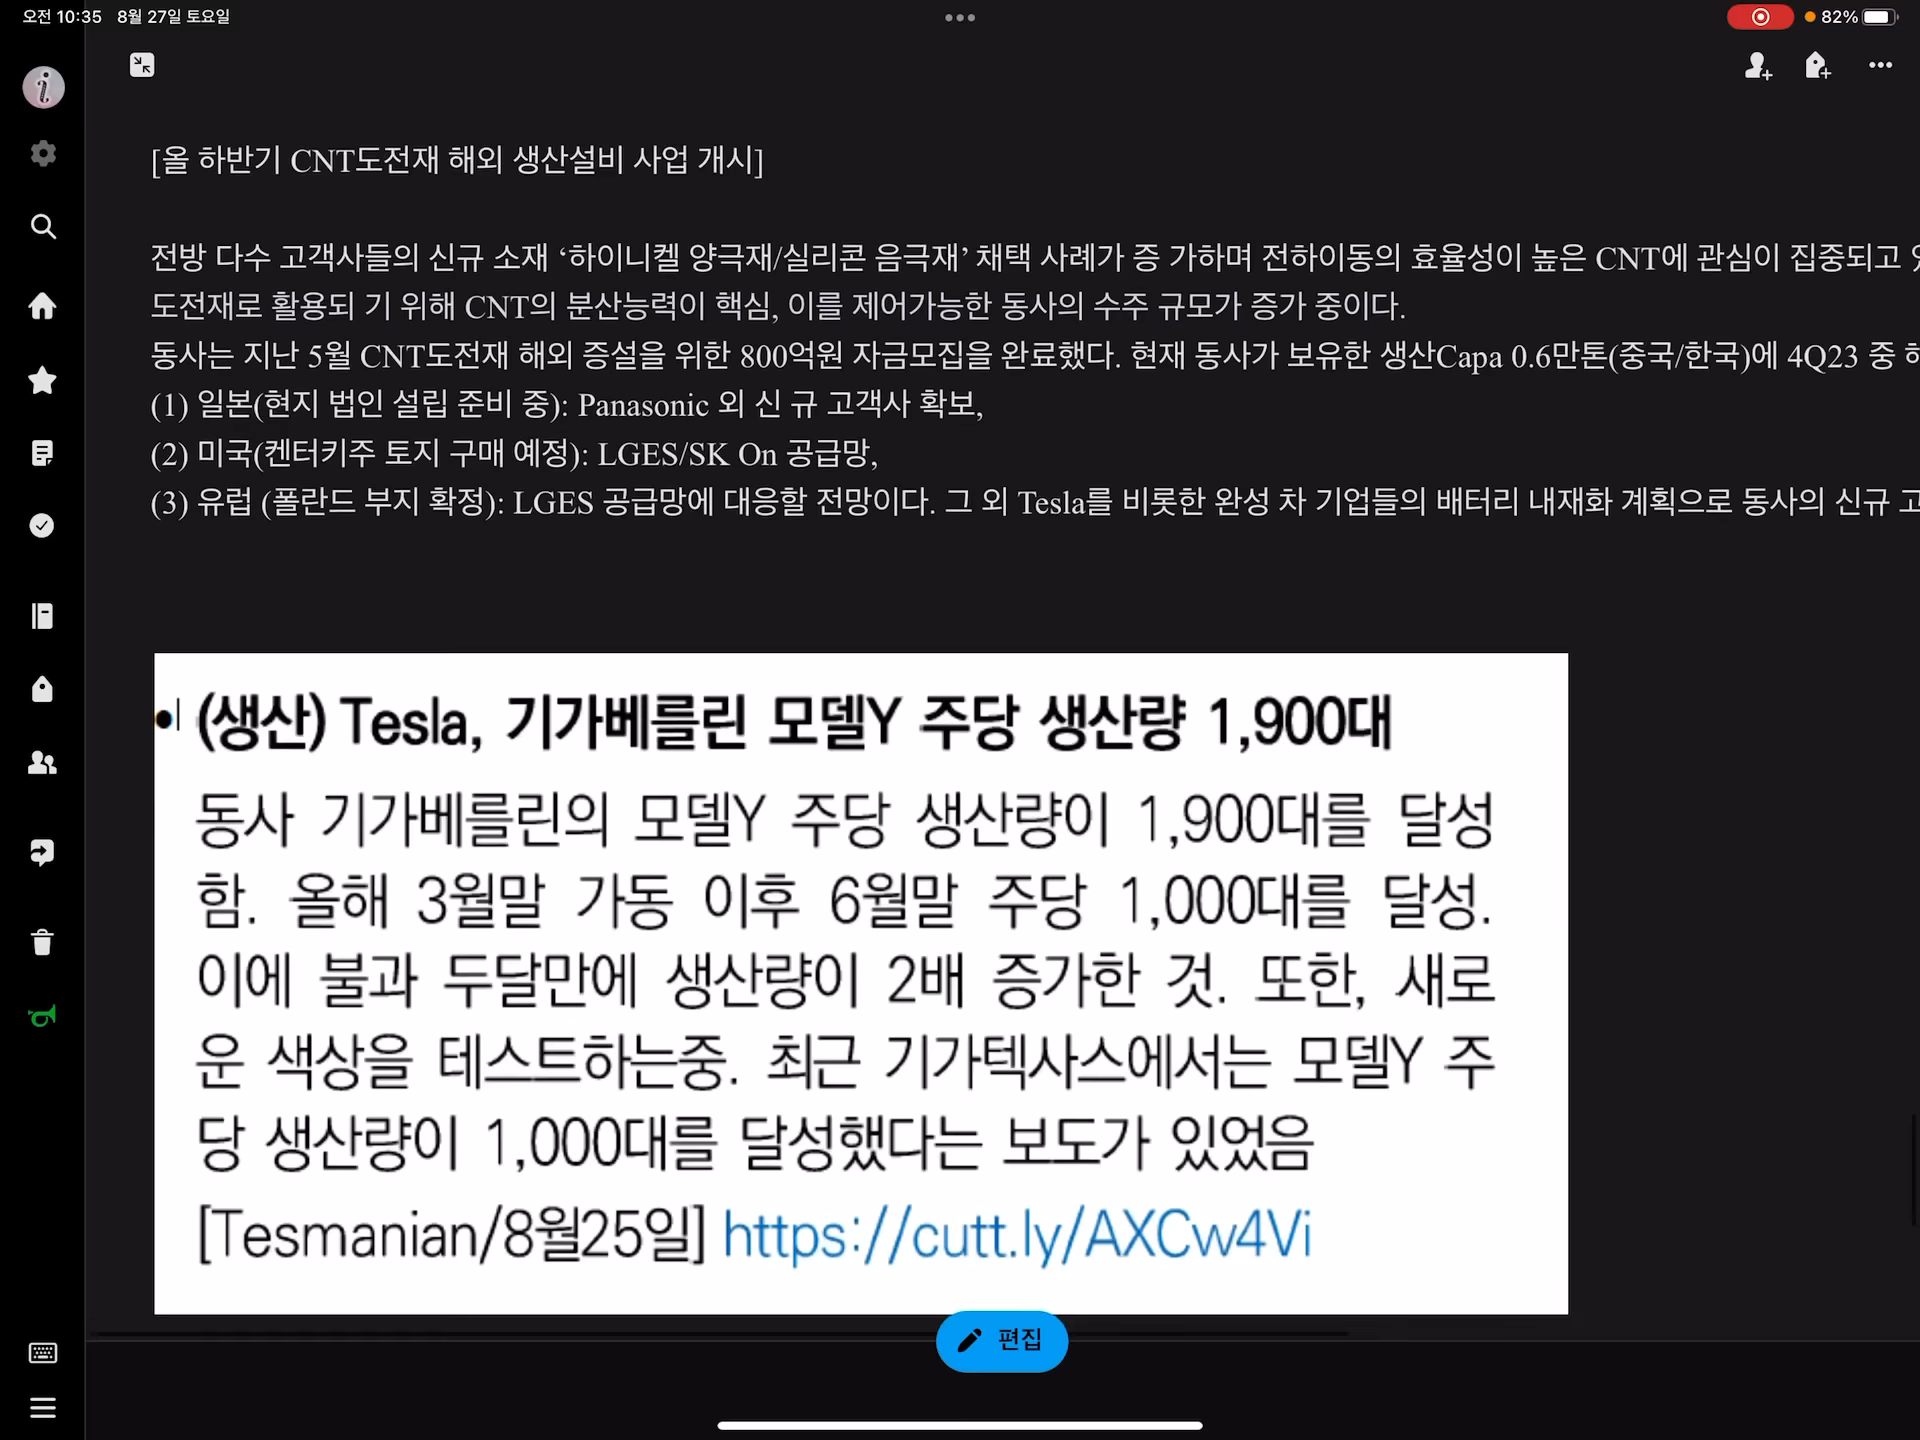 오전 10:35 8월 27일 토요일
82%
[올 하반기 CNT도전재 해외 생산설비 사업 개시]
전방 다수 고객사들의 신규 소재 ‘하이니켈 양극재/실리콘 음극재’ 채택 사례가 증 가하며 전하이동의 효율성이 높은 CNT에 관심이 집중되고
도전재로 활용되 기 위해 CNT의 분산능력이 핵심, 이를 제어가능한 동사의 수주 규모가 증가 중이다.
동사는 지난 5월 CNT도전재 해외 증설을 위한 800억원 자금모집을 완료했다. 현재 동사가 보유한 생산Capa 0.6만톤(중국/한국)에 4Q23 중
(1) 일본(현지 법인 설립 준비 중): Panasonic 외 신 규 고객사 확보,
(2) 미국(켄터키주 토지 구매 예정): LGES/SK On 공급망,
(3) 유럽 (폴란드 부지 확정): LGES 공급망에 대응할 전망이다. 그 외 Tesla를 비롯한 완성 차 기업들의 배터리 내재화 계획으로 동사의 신규
• (생산) Tesla, 기가베를린 모델Y 주당 생산량 1,900대
동사 기가베를린의 모델Y 주당 생산량이 1,900대를 달성
함. 올해 3월말 가동 이후 6월말 주당 1,000대를 달성.
이에 불과 두달만에 생산량이 2배 증가한 것. 또한, 새로
운 색상을 테스트하는중. 최근 기가텍사스에서는 모델Y 주
당 생산량이 1,000대를 달성했다는 보도가 있었음
[Tesmanian/8월25일] https://cutt.ly/AXCw4Vi
편집